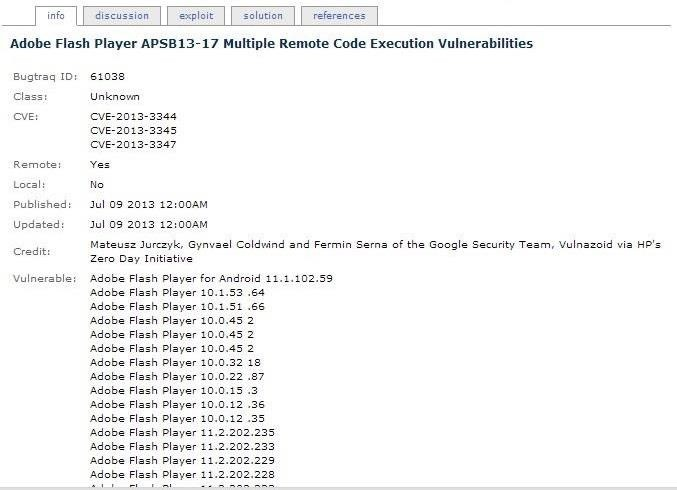 info discussion exploit solution references
Adobe Flash Player APSB13-17 Multiple Remote Code Execution Vulnerabilities
Bugtraq ID: 61038
Class: Unknown
CVE: CVE-2013-3344
CVE-2013-3345
CVE-2013-3347
Remote: Yes
Local: No
Published: Jul 09 2013 12:00AM
Updated: Jul 09 2013 12:00AM
Credit: Mateusz Jurczyk, Gynvael Coldwind and Fermin Serna of the Google Security Team, Vulnazoid via HP's
Zero Day Initiative
Vulnerable: Adobe Flash Player for Android 11.1.102.59
Adobe Flash Player 10.1.53 .64
Adobe Flash Player 10.1.51 .66
Adobe Flash Player 10.0.45 2
Adobe Flash Player 10.0.45 2
Adobe Flash Player 10.0.45 2
Adobe Flash Player 10.0.32 18
Adobe Flash Player 10.0.22 .87
Adobe Flash Player 10.0.15 .3
Adobe Flash Player 10.0.12 .36
Adobe Flash Player 10.0.12 .35
Adobe Flash Player 11.2.202.235
Adobe Flash Player 11.2.202.233
Adobe Flash Player 11.2.202.229
Adobe Flash Player 11.2.202.228
Adobe Flash Player